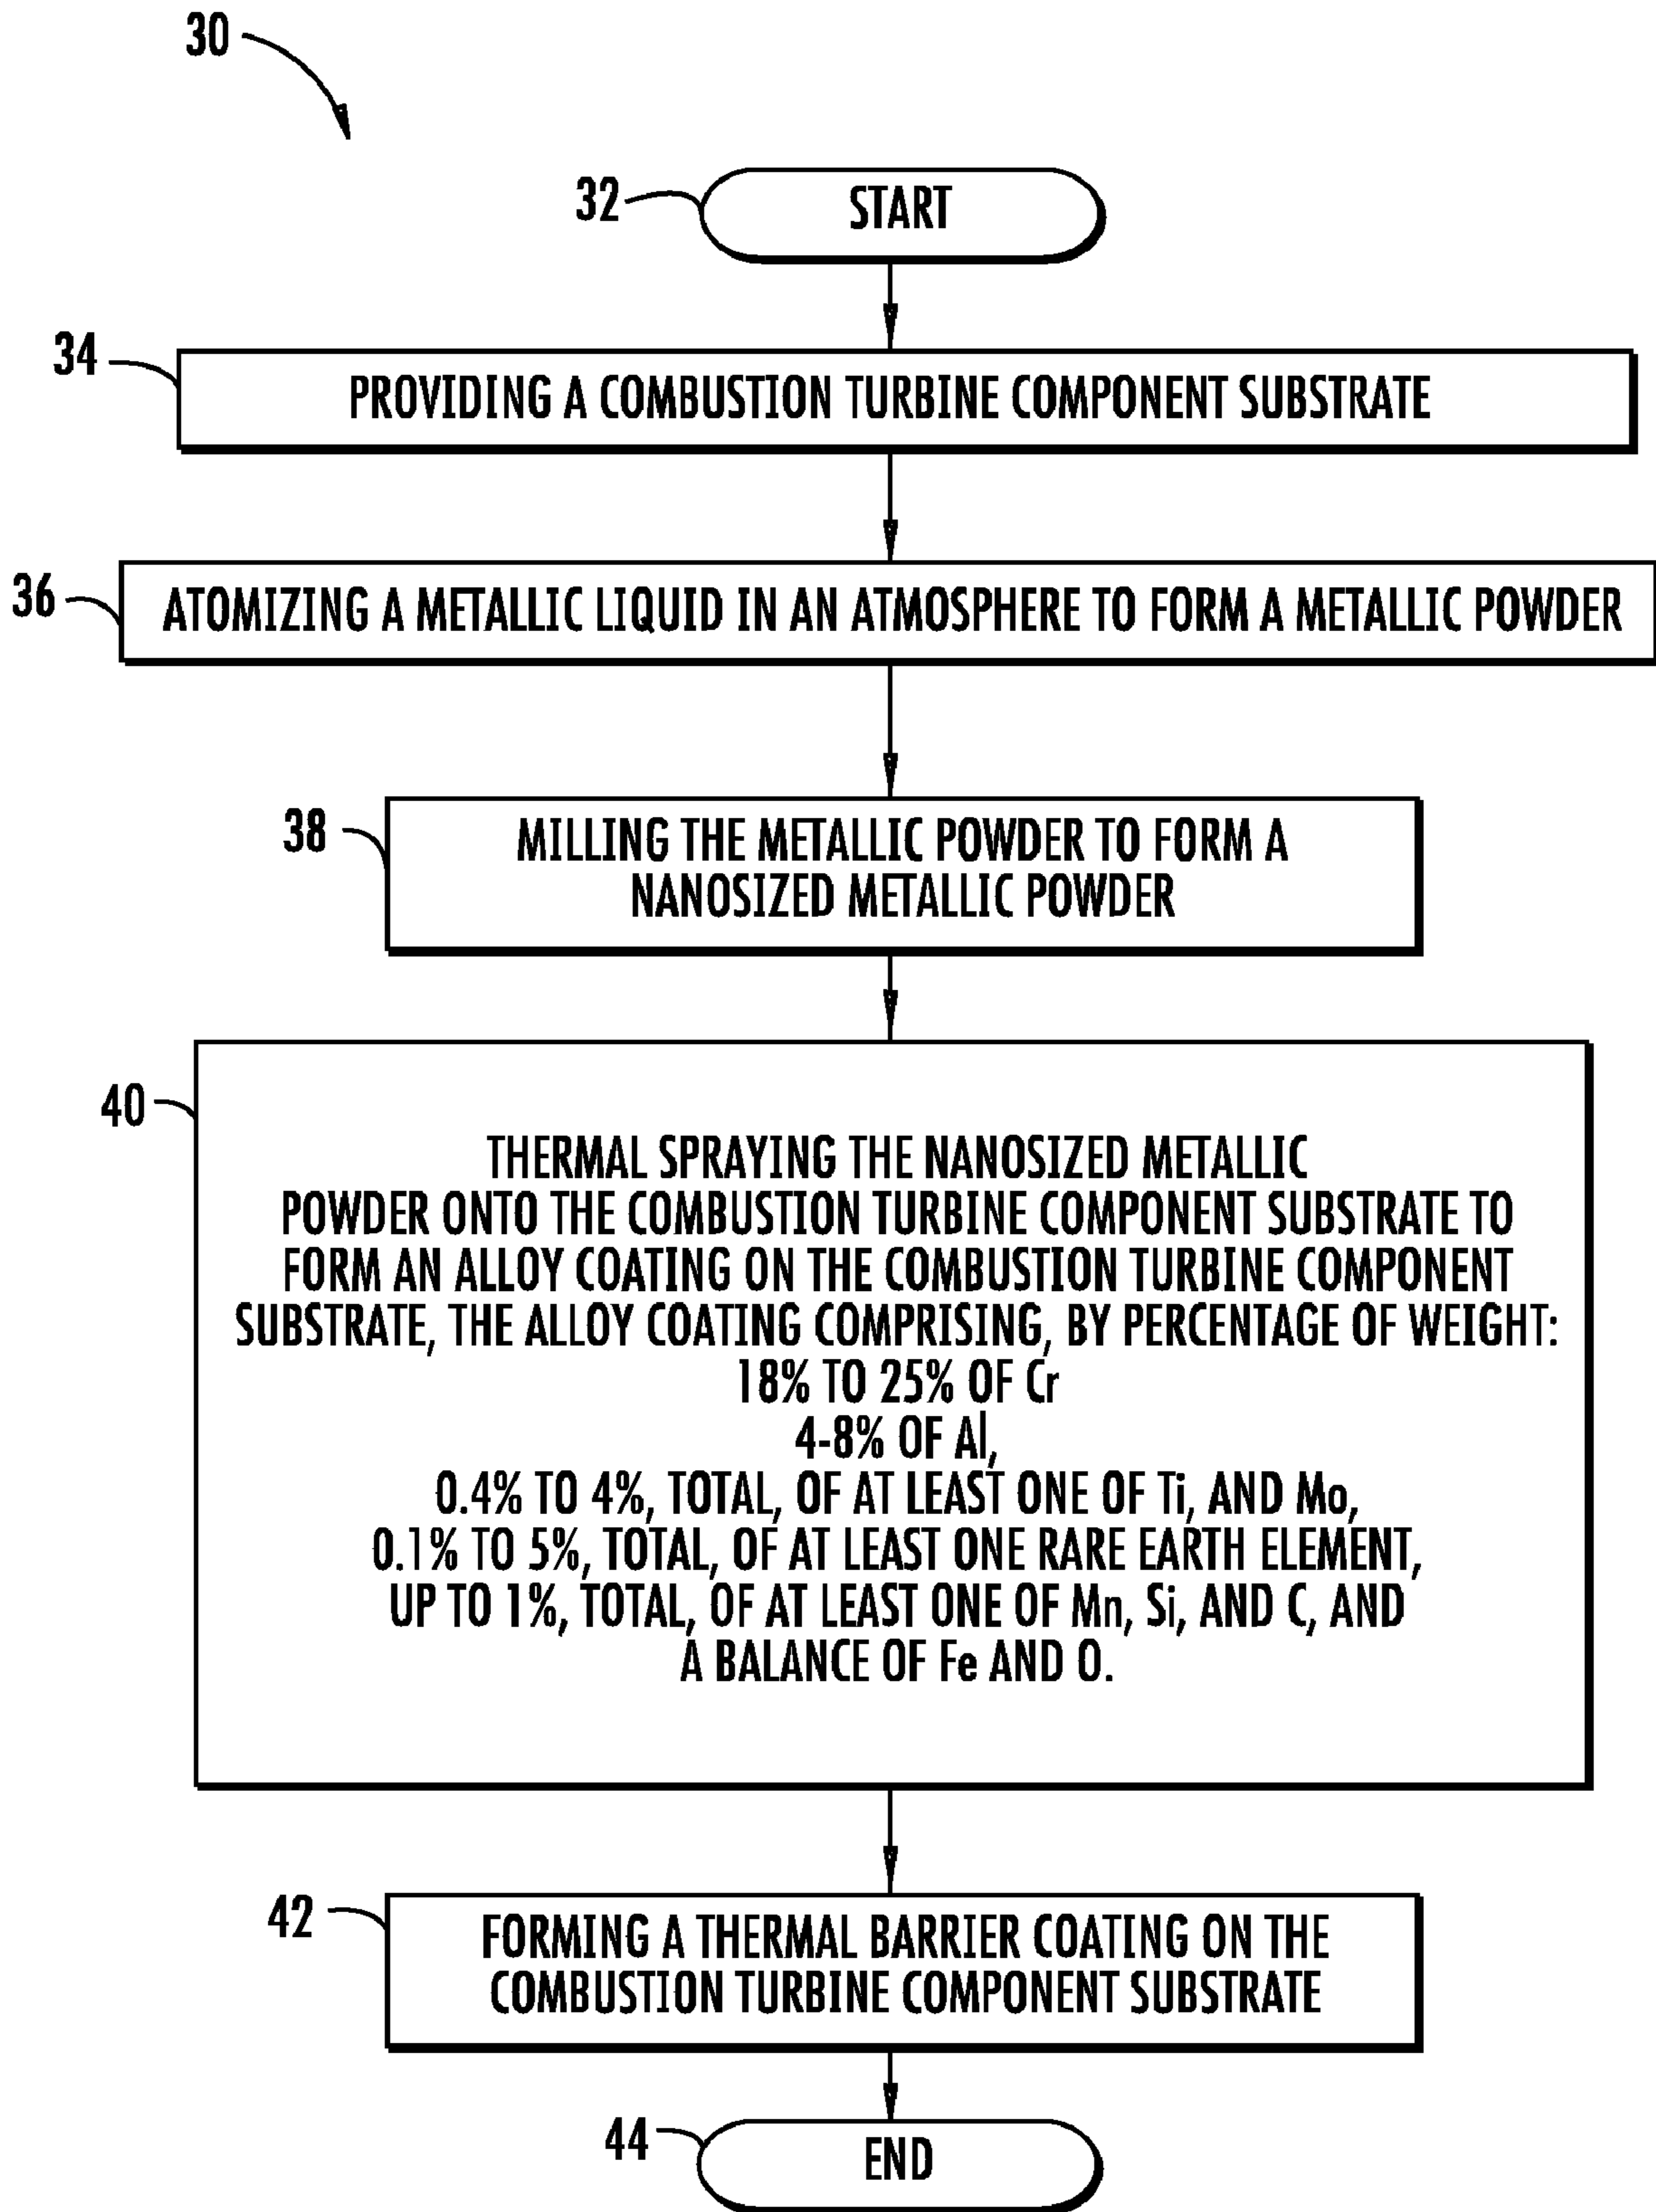 30
32
START
34
PROVIDING A COMBUSTION TURBINE COMPONENT SUBSTRATE
36
ATOMIZING A METALLIC LIQUID IN AN ATMOSPHERE TO FORM A METALLIC POWDER
38
MILLING THE METALLIC POWDER TO FORM A
NANOSIZED METALLIC POWDER
40
THERMAL SPRAYING THE NANOSIZED METALLIC
POWDER ONTO THE COMBUSTION TURBINE COMPONENT SUBSTRATE TO
FORM AN ALLOY COATING ON THE COMBUSTION TURBINE COMPONENT
SUBSTRATE, THE ALLOY COATING COMPRISING, BY PERCENTAGE OF WEIGHT:
18% TO 25% OF Cr
4-8% OF Al,
0.4% TO 4%, TOTAL, OF AT LEAST ONE OF Ti, AND Mo,
0.1% TO 5%, TOTAL, OF AT LEAST ONE RARE EARTH ELEMENT,
UP TO 1%, TOTAL, OF AT LEAST ONE OF Mn, Si, AND C, AND
A BALANCE OF Fe AND O.
42
FORMING A THERMAL BARRIER COATING ON THE
COMBUSTION TURBINE COMPONENT SUBSTRATE
44
END